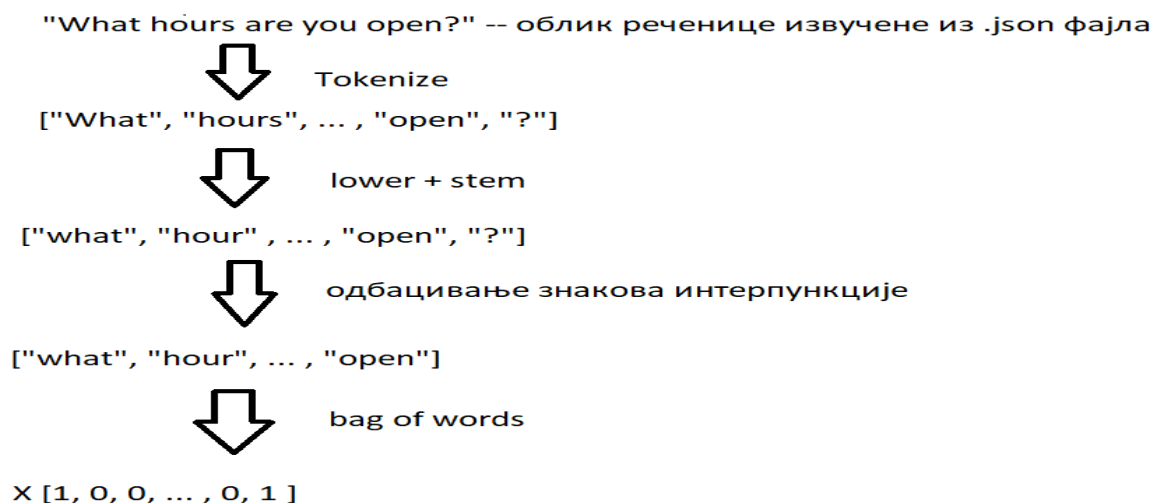 "What hours are you open?" -- облик реченице извучене из .json фајла
Tokenize
["What", "hours", ... , "open", "?"]
lower + stem
["what", "hour" , ... , "open", "?"]
одбацивање знакова интерпункције
["what", "hour", ... , "open"]
bag of words
X [1, 0, 0, ... , 0, 1 ]